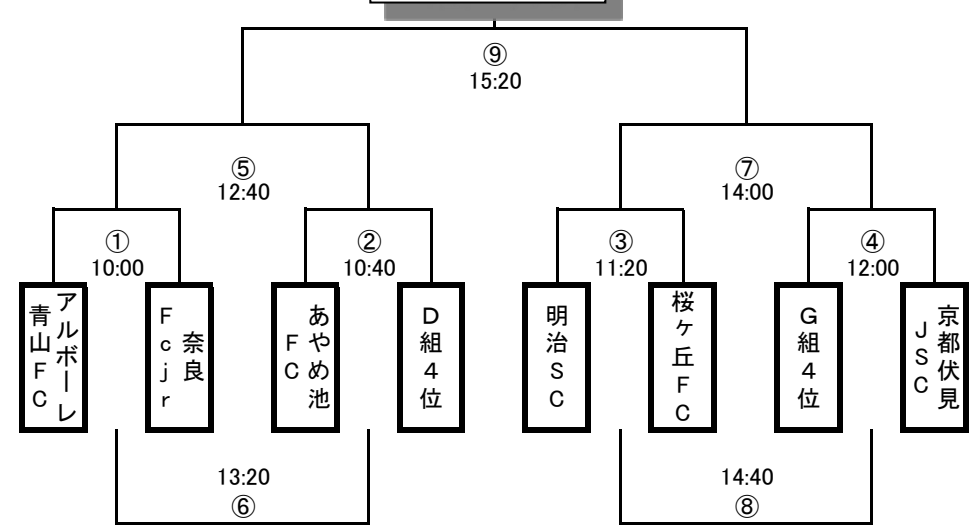 ⑨
15:20
⑤
12:40
⑦
14:00
①
10:00
②
10:40
③
11:20
④
12:00
アルボーレ
青山FC
奈良
Fcjr
あやめ池
FC
D組4位
明治SC
桜ヶ丘FC
G組4位
京都伏見
JSC
13:20
⑥
14:40
⑧